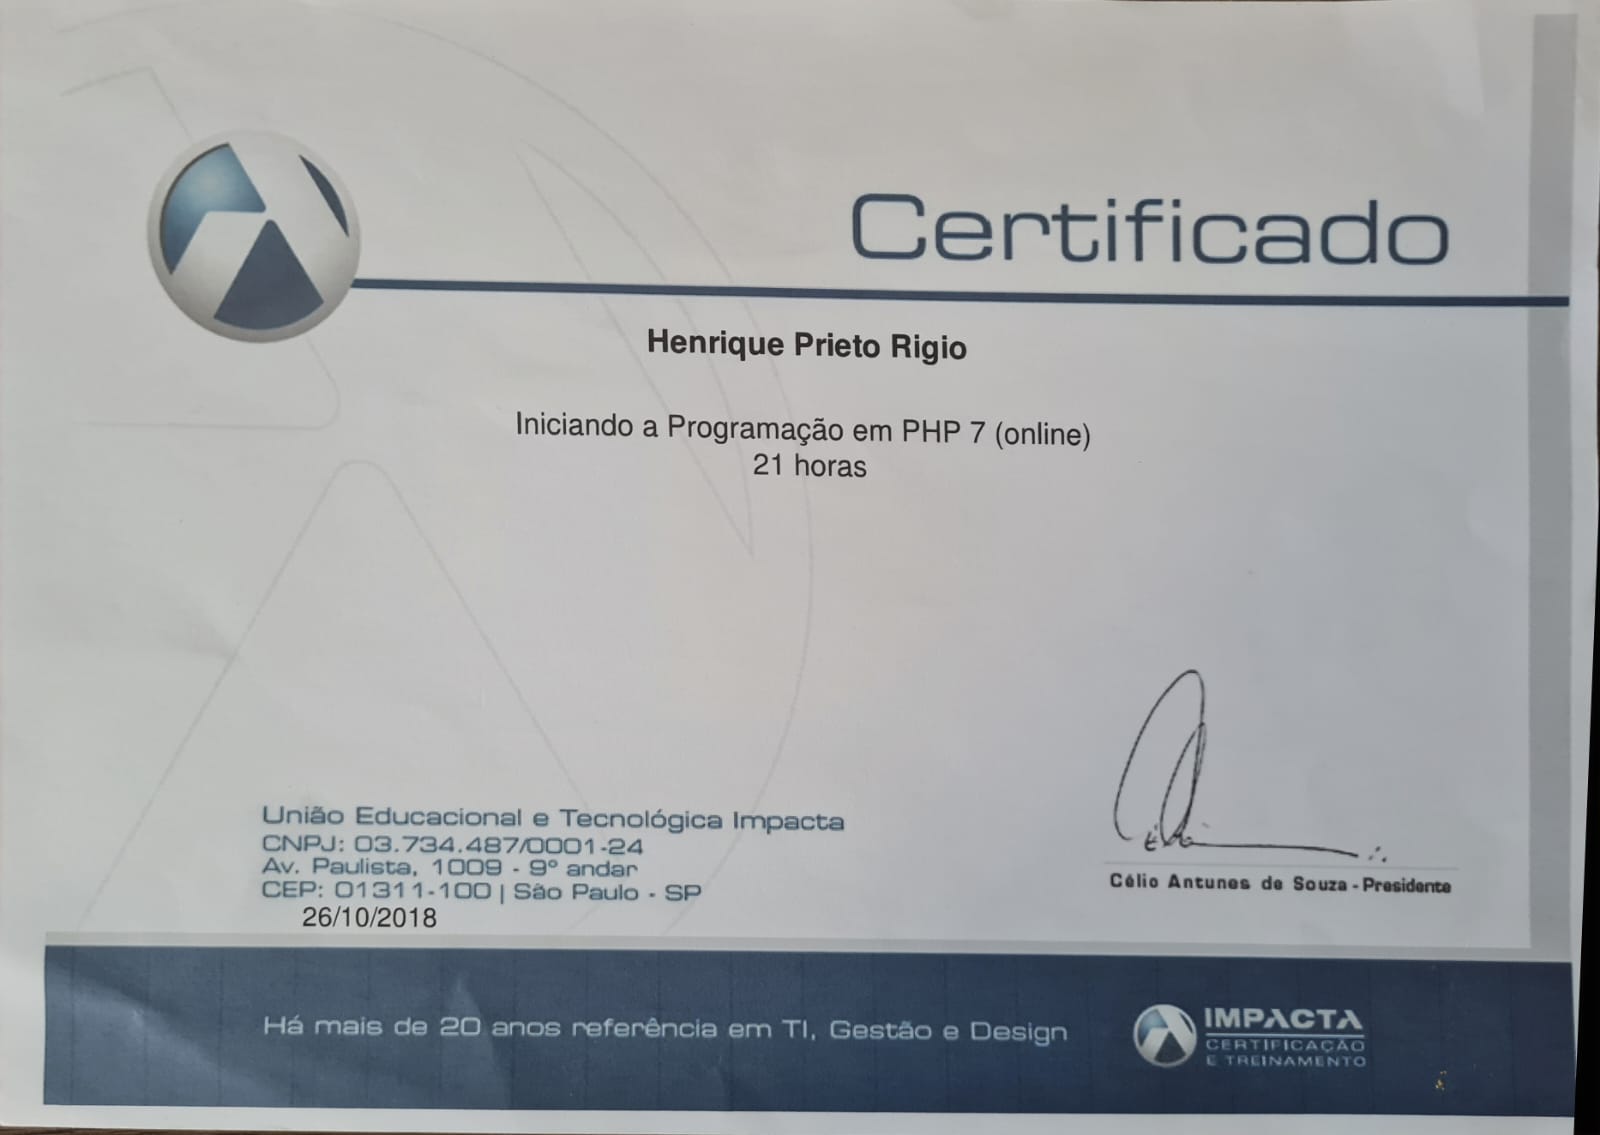 Certificado
Henrique Prieto Rigio
Iniciando a Programação em PHP 7 (online)
21 horas
União Educacional e Tecnológica Impacta
CNPJ: 03.734.487/0001-24
Av. Paulista, 1009 - 9º andar
CEP: 01311-100 | São Paulo - SP
26/10/2018
Célio Antunes de Souza - Presidente
Há mais de 20 anos referência em TI, Gestão e Design
IMPACTA
CERTIFICAÇÃO
E TREINAMENTO